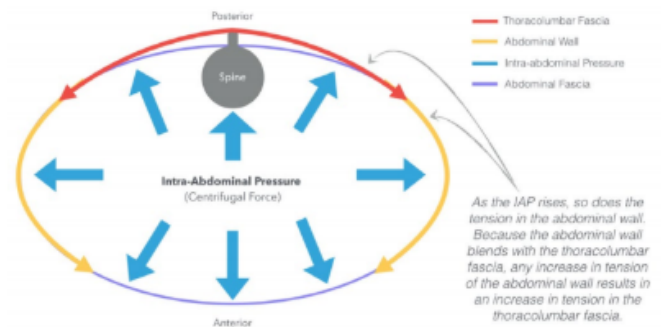 Posterior
Thoracolumbar Fascia
Abdominal Wall
Intra-abdominal Pressure
Abdominal Fascia
Spine
Intra-Abdominal Pressure
(Centrifugal Force)
As the IAP rises, so does the
tension in the abdominal wall.
Because the abdominal wall
blends with the thoracolumbar
fascia, any increase in tension
of the abdominal wall results in
an increase in tension in the
thoracolumbar fascia.
Anterior